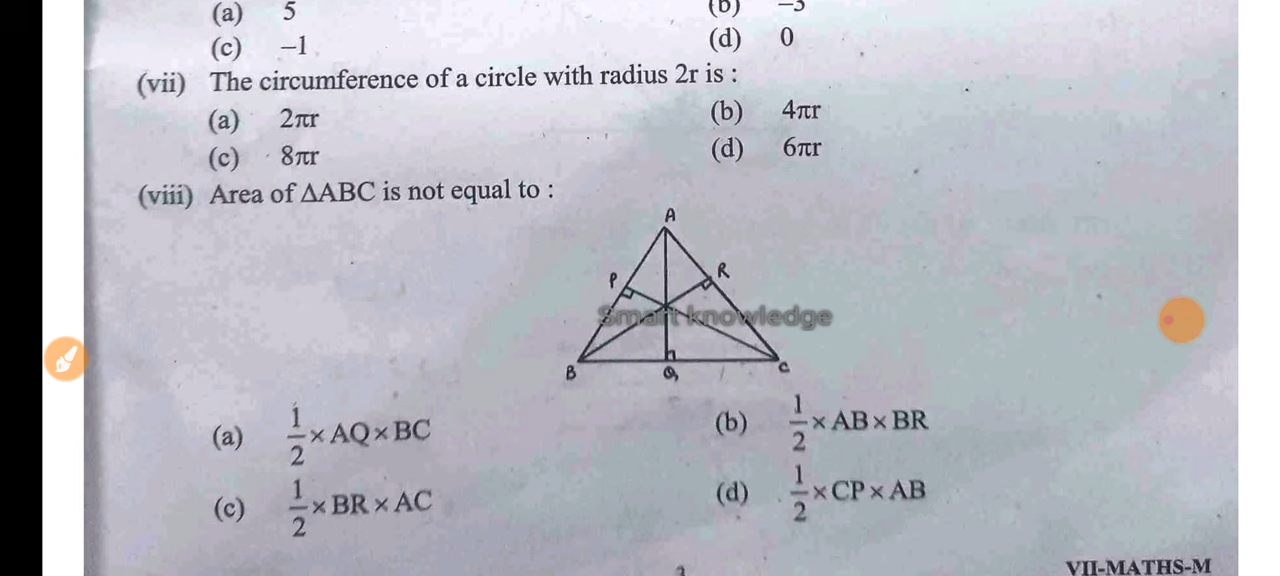 (a) 5 (b) –3
(c) –1 (d) 0
(vii) The circumference of a circle with radius 2r is :
(a) 2πr (b) 4πr
(c) 8πr (d) 6πr
(viii) Area of ΔABC is not equal to :
A
P R
Smart knowledge
B Q C
(a) 1/2 × AQ × BC (b) 1/2 × AB × BR
(c) 1/2 × BR × AC (d) 1/2 × CP × AB
VII-MATHS-M